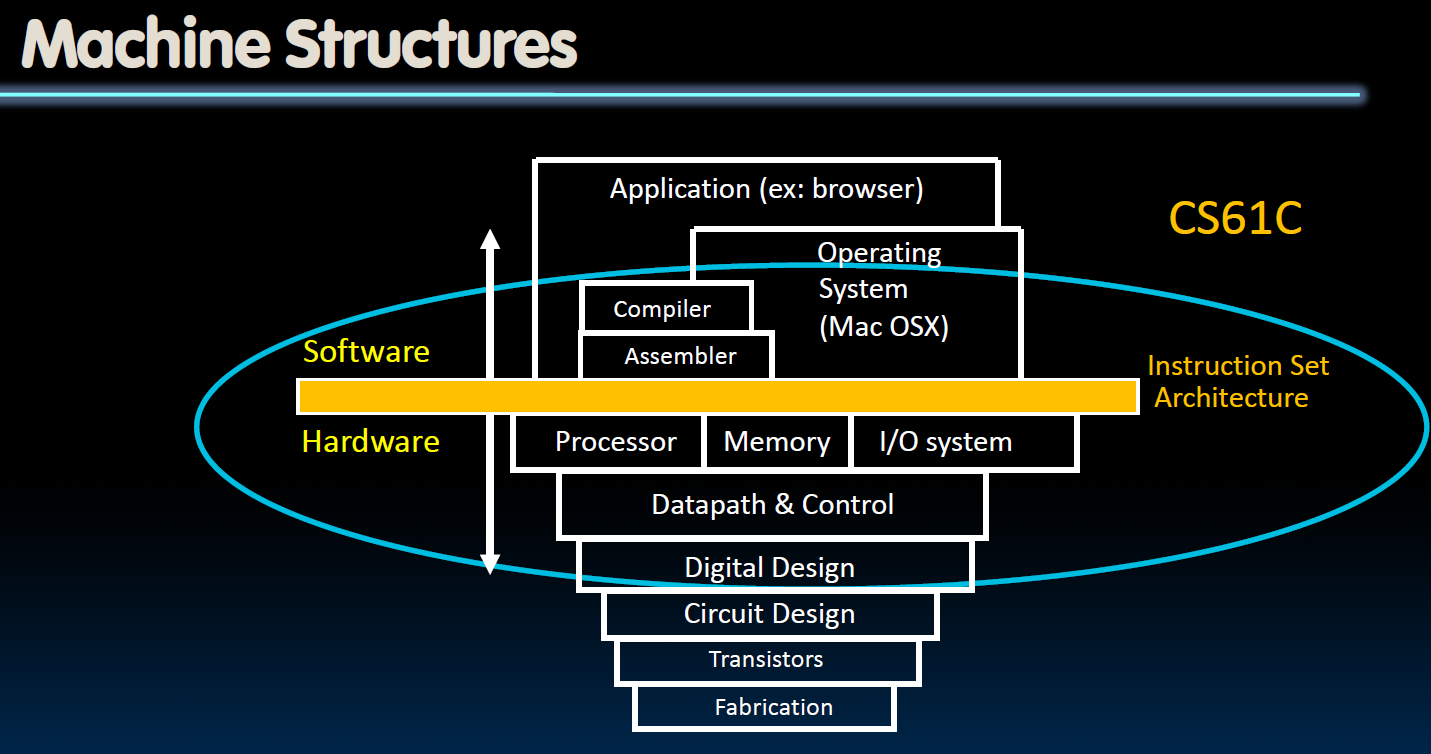 Machine Structures
Application (ex: browser)
CS61C
Operating
System
(Mac OSX)
Compiler
Assembler
Software
Instruction Set
Architecture
Hardware
Processor
Memory
I/O system
Datapath & Control
Digital Design
Circuit Design
Transistors
Fabrication